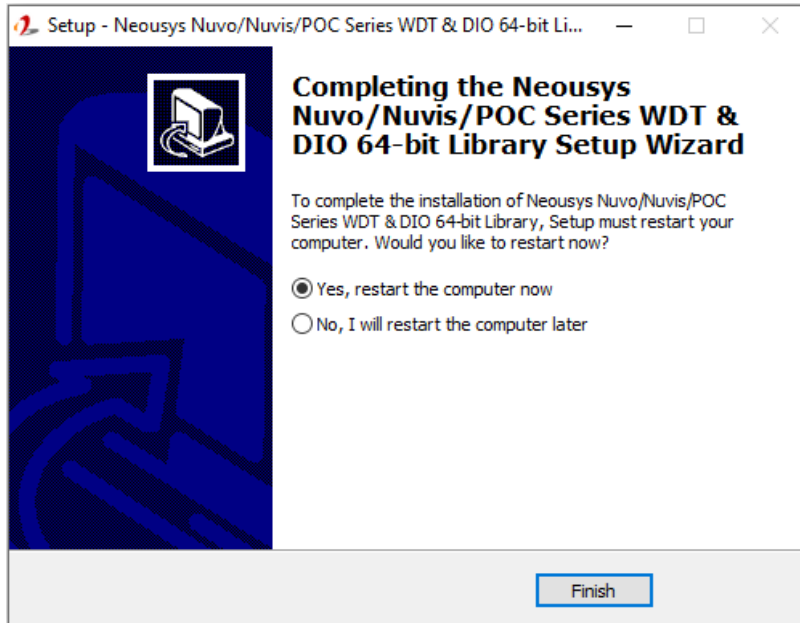 Setup - Neousys Nuvo/Nuvis/POC Series WDT & DIO 64-bit Li...
Completing the Neousys
Nuvo/Nuvis/POC Series WDT &
DIO 64-bit Library Setup Wizard
To complete the installation of Neousys Nuvo/Nuvis/POC
Series WDT & DIO 64-bit Library, Setup must restart your
computer. Would you like to restart now?
Yes, restart the computer now
No, I will restart the computer later
Finish